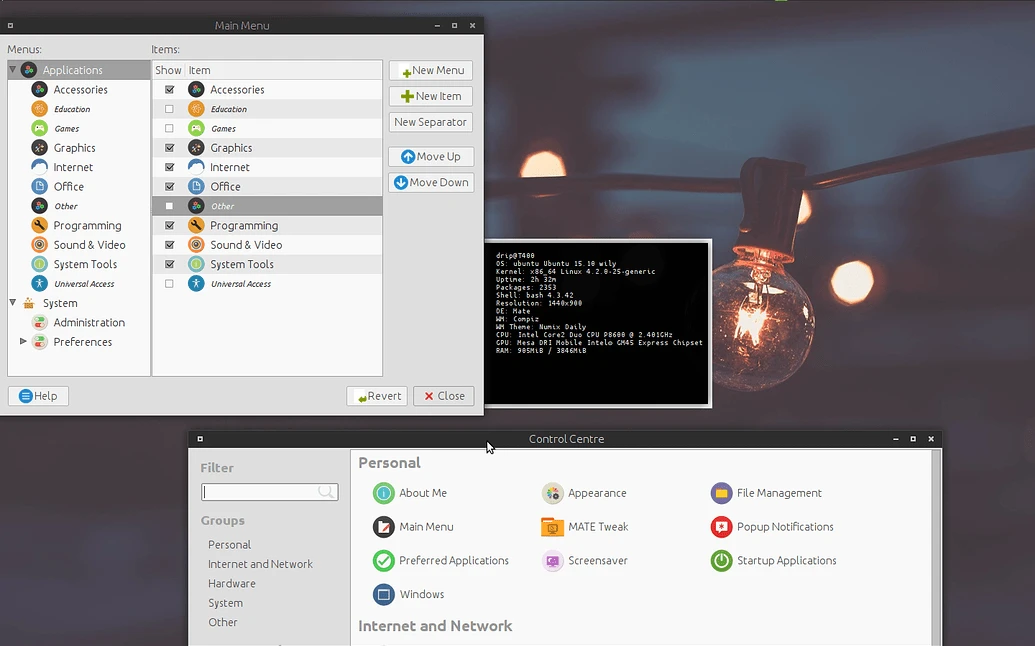 Main Menu
Menus:
Items:
Applications
Accessories
Education
Games
Graphics
Internet
Office
Other
Programming
Sound & Video
System Tools
Universal Access
System
Administration
Preferences
Show Item
Accessories
Education
Games
Graphics
Internet
Office
Other
Programming
Sound & Video
System Tools
Universal Access
New Menu
New Item
New Separator
Move Up
Move Down
Help
Revert
Close
drip@T400
OS: ubuntu Ubuntu 15.10 wily
Kernel: x86_64 Linux 4.2.0-25-generic
Uptime: 2h 32m
Packages: 2353
Shell: bash 4.3.42
Resolution: 1440x900
DE: Mate
WM: Compiz
WM Theme: Numix Daily
CPU: Intel Core2 Duo CPU P8600 @ 2.401GHz
GPU: Mesa DRI Mobile Intel® GM45 Express Chipset
RAM: 905MiB / 3846MiB
Control Centre
Filter
Groups
Personal
Internet and Network
Hardware
System
Other
Personal
About Me
Appearance
File Management
Main Menu
MATE Tweak
Popup Notifications
Preferred Applications
Screensaver
Startup Applications
Windows
Internet and Network